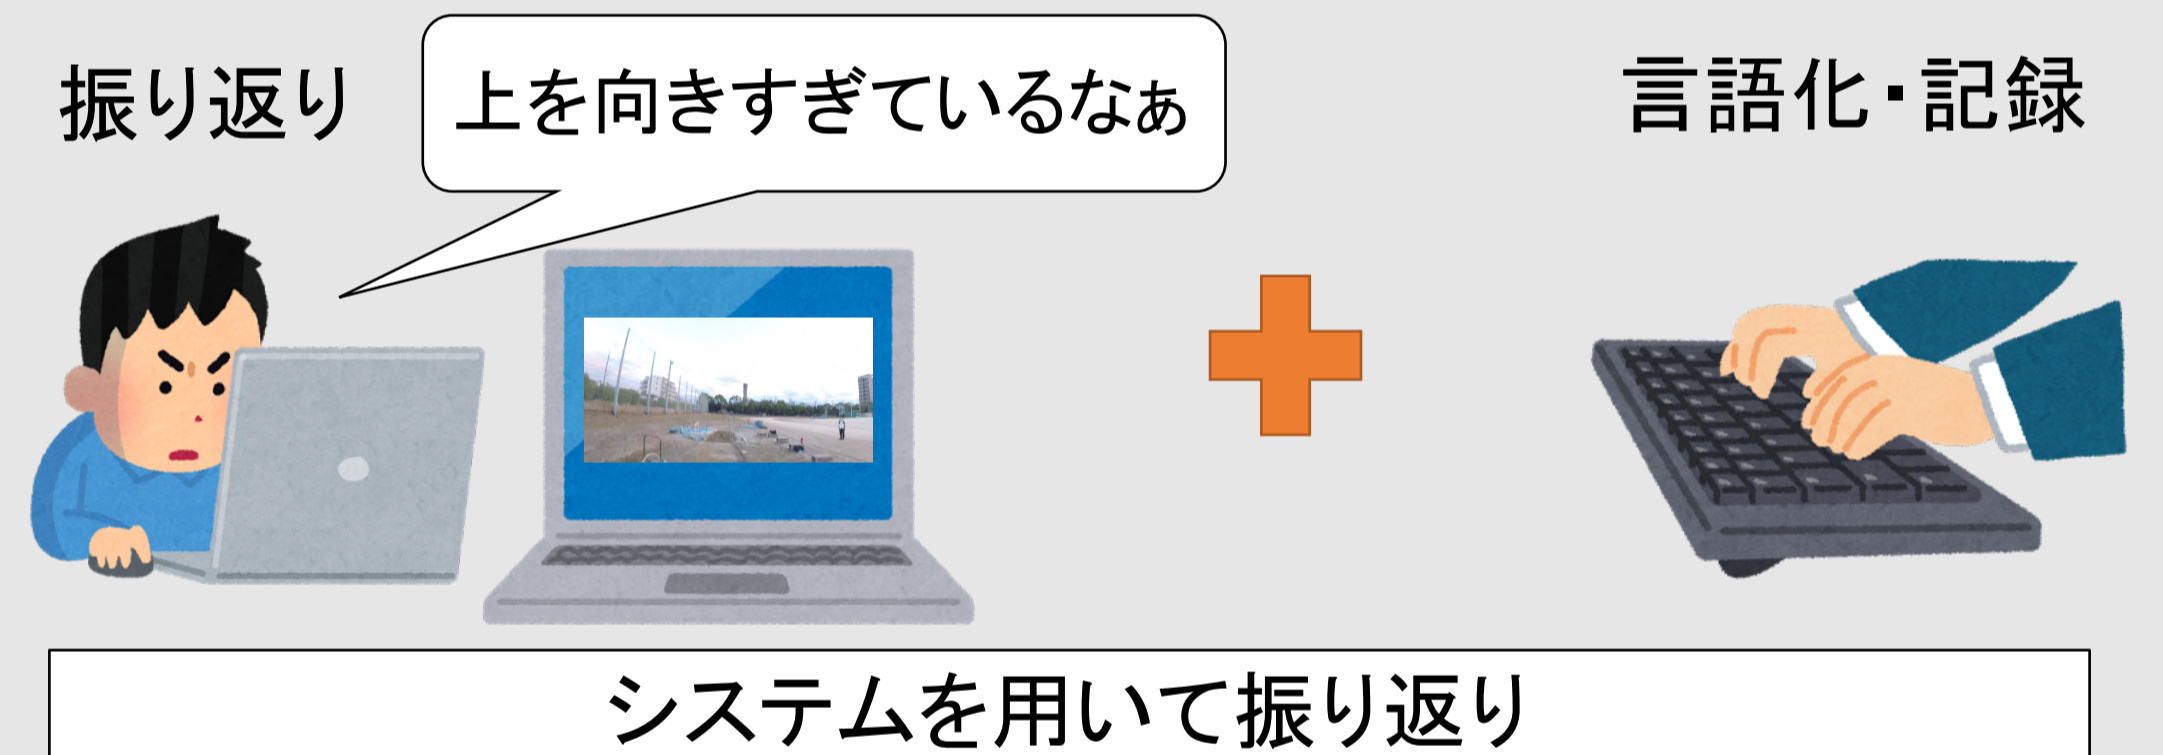 振り返り
上を向きすぎているなぁ
言語化・記録
システムを用いて振り返り